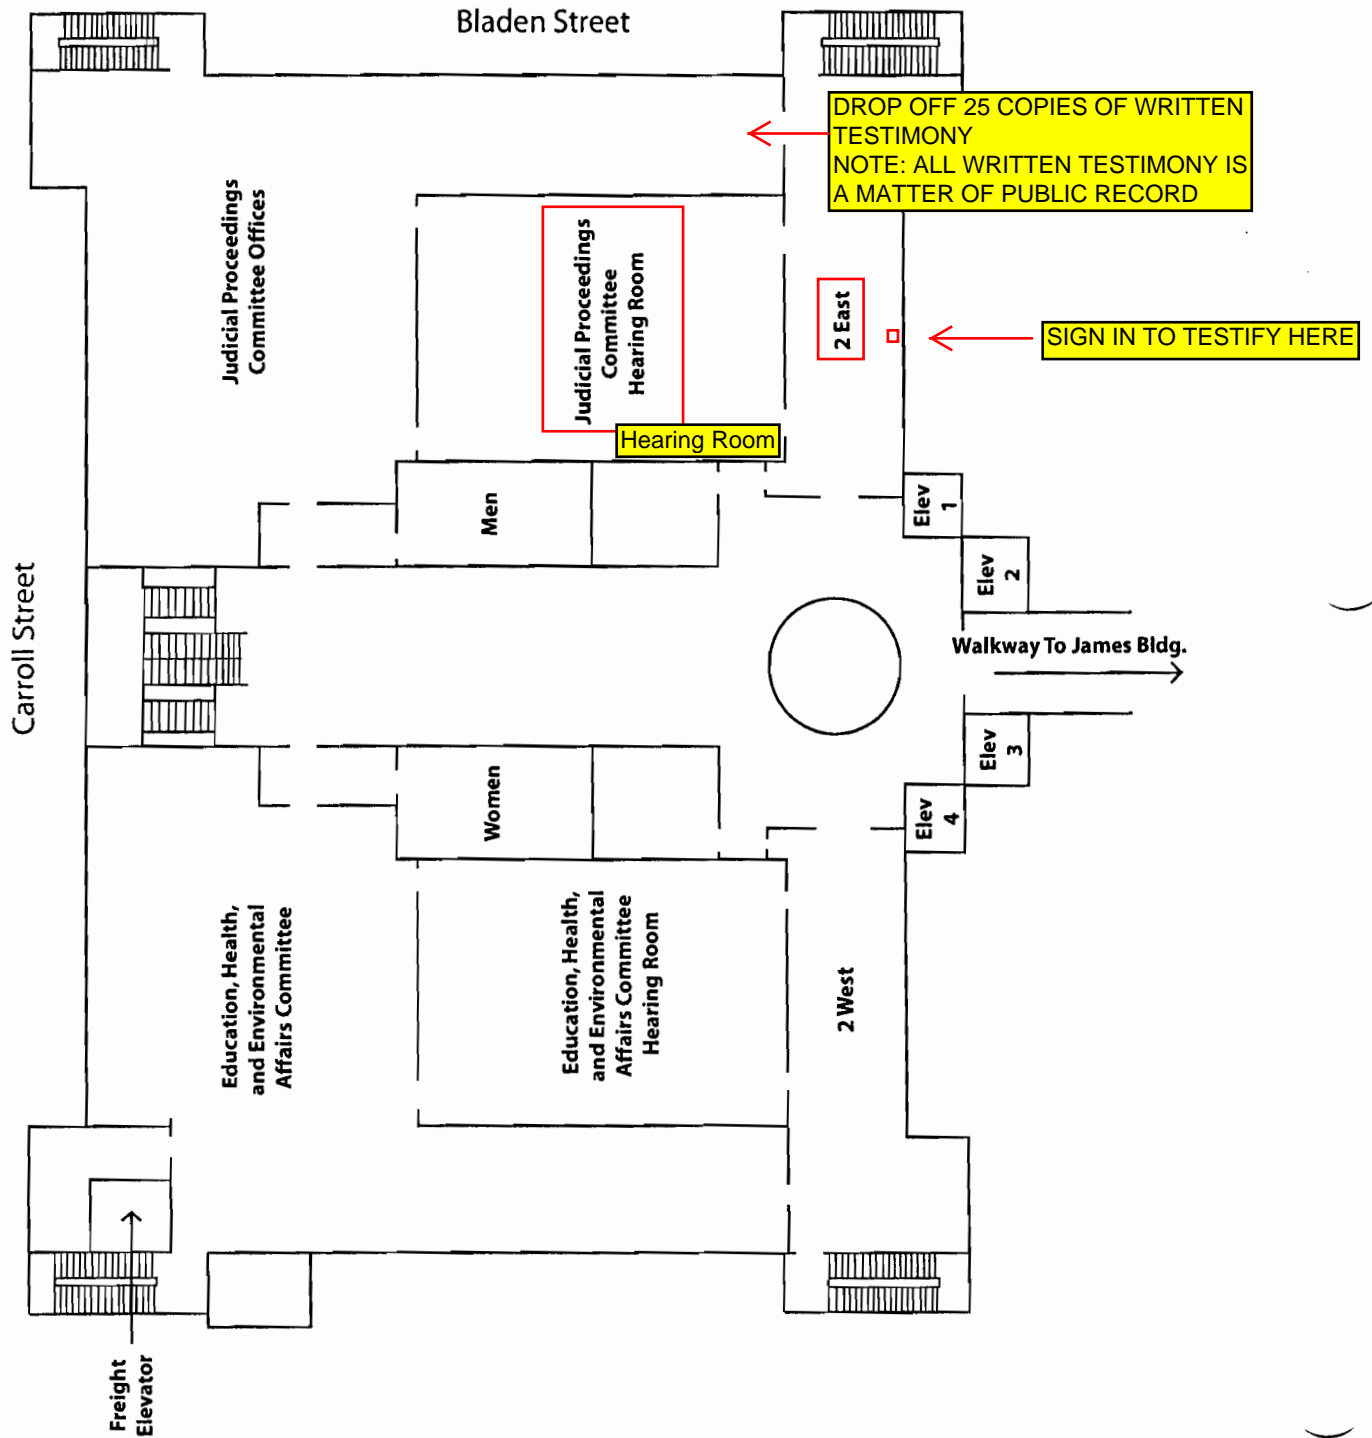 Bladen Street
DROP OFF 25 COPIES OF WRITTEN
TESTIMONY
NOTE: ALL WRITTEN TESTIMONY IS
A MATTER OF PUBLIC RECORD
Judicial Proceedings
Committee Offices
Judicial Proceedings
Committee
Hearing Room
2 East
SIGN IN TO TESTIFY HERE
Hearing Room
Men
Elev
1
Elev
2
Carroll Street
Walkway To James Bldg.
Elev
3
Elev
4
Women
Education, Health,
and Environmental
Affairs Committee
Education, Health,
and Environmental
Affairs Committee
Hearing Room
2 West
Freight
Elevator